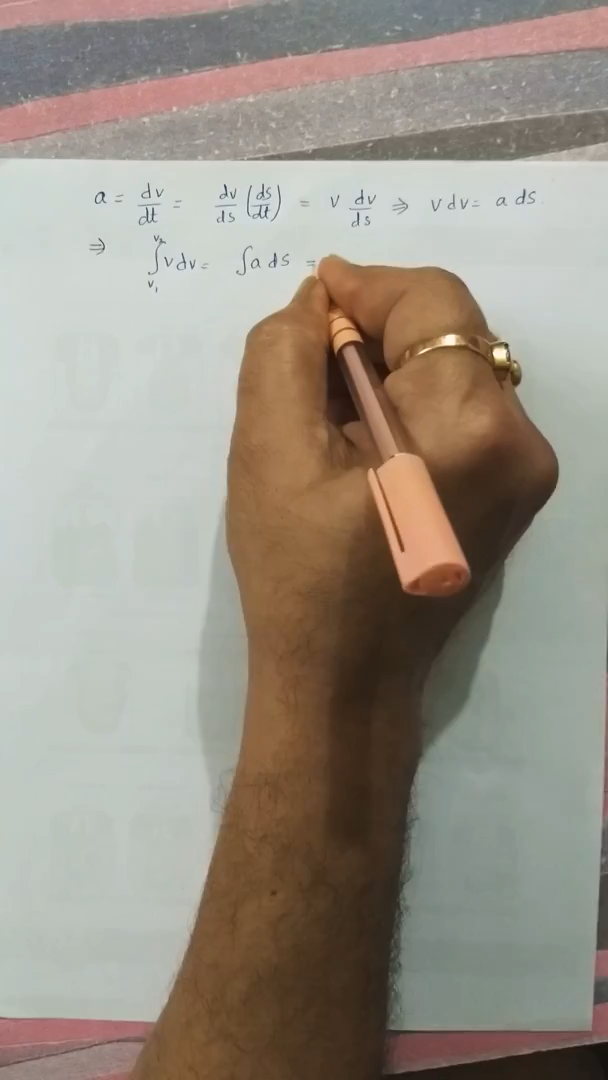 a = dv/dt = dv/ds (ds/dt) = v dv/ds ⇒ v dv = a ds.
⇒ ∫_{v₁}^{v₂} v dv = ∫ a ds =